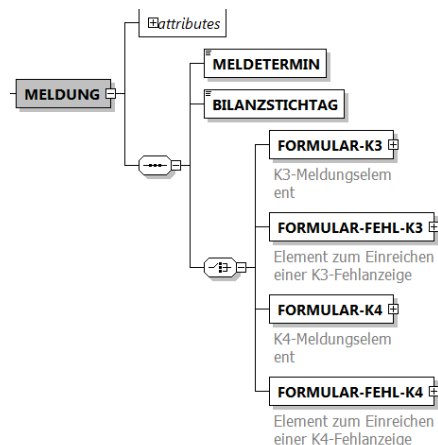 attributes
MELDUNG
MELDETERMIN
BILANZSTICHTAG
FORMULAR-K3
K3-Meldungselem
ent
FORMULAR-FEHL-K3
Element zum Einreichen
einer K3-Fehlanzeige
FORMULAR-K4
K4-Meldungselem
ent
FORMULAR-FEHL-K4
Element zum Einreichen
einer K4-Fehlanzeige